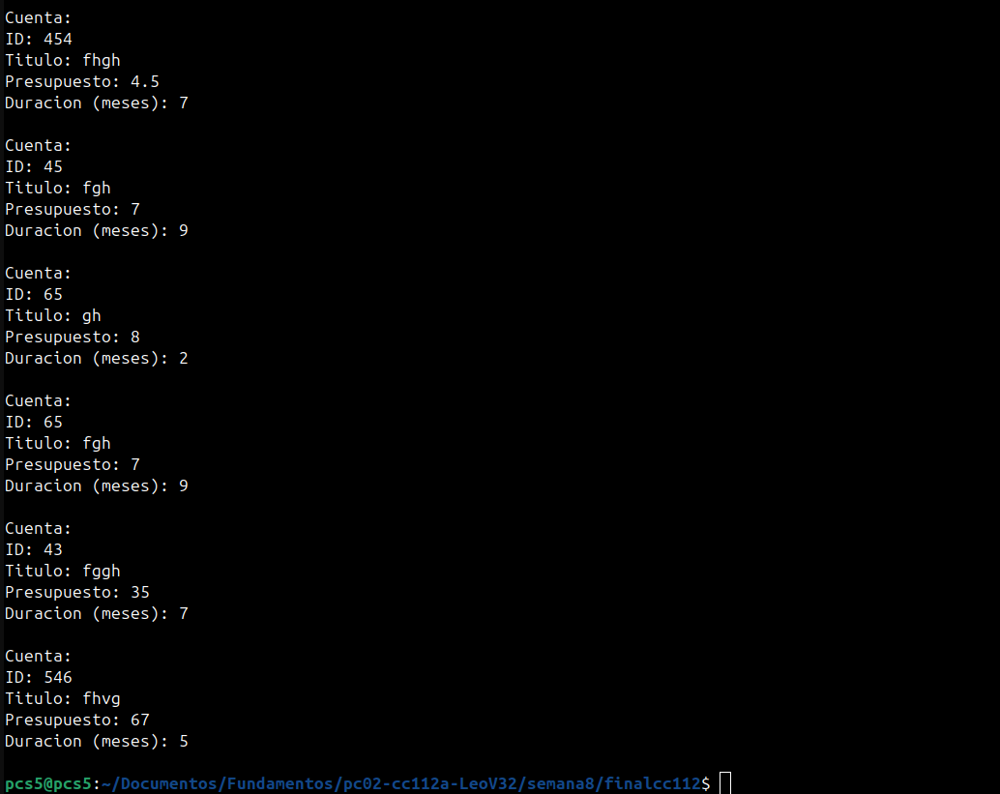 Cuenta:
ID: 454
Titulo: fhgh
Presupuesto: 4.5
Duracion (meses): 7
Cuenta:
ID: 45
Titulo: fgh
Presupuesto: 7
Duracion (meses): 9
Cuenta:
ID: 65
Titulo: gh
Presupuesto: 8
Duracion (meses): 2
Cuenta:
ID: 65
Titulo: fgh
Presupuesto: 7
Duracion (meses): 9
Cuenta:
ID: 43
Titulo: fggh
Presupuesto: 35
Duracion (meses): 7
Cuenta:
ID: 546
Titulo: fhvg
Presupuesto: 67
Duracion (meses): 5
pcs5@pcs5:~/Documentos/Fundamentos/pc02-cc112a-LeoV32/semana8/finalcc112$